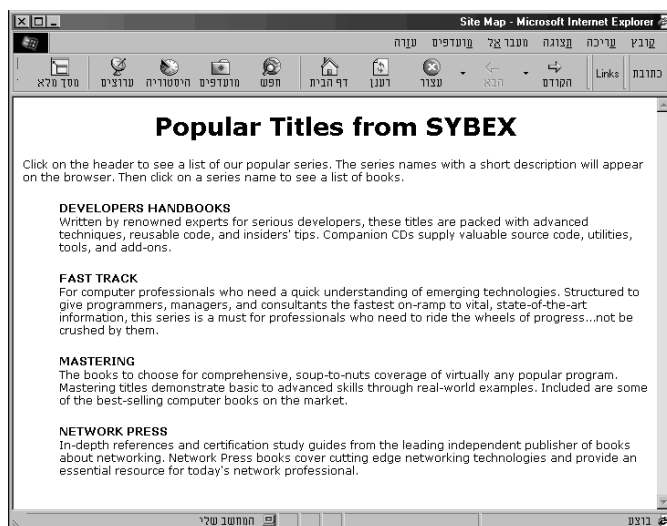 Site Map - Microsoft Internet Explorer
קובץ עריכה תצוגה מעבר אל מועדפים עזרה
כתובת Links הקודם הבא עצור רענן דף הבית חפש מועדפים היסטוריה ערוצים מסך מלא
Popular Titles from SYBEX
Click on the header to see a list of our popular series. The series names with a short description will appear
on the browser. Then click on a series name to see a list of books.
DEVELOPERS HANDBOOKS
Written by renowned experts for serious developers, these titles are packed with advanced
techniques, reusable code, and insiders' tips. Companion CDs supply valuable source code, utilities,
tools, and add-ons.
FAST TRACK
For computer professionals who need a quick understanding of emerging technologies. Structured to
give programmers, managers, and consultants the fastest on-ramp to vital, state-of-the-art
information, this series is a must for professionals who need to ride the wheels of progress...not be
crushed by them.
MASTERING
The books to choose for comprehensive, soup-to-nuts coverage of virtually any popular program.
Mastering titles demonstrate basic to advanced skills through real-world examples. Included are some
of the best-selling computer books on the market.
NETWORK PRESS
In-depth references and certification study guides from the leading independent publisher of books
about networking. Network Press books cover cutting edge networking technologies and provide an
essential resource for today's network professional.
בוצע המחשב שלי